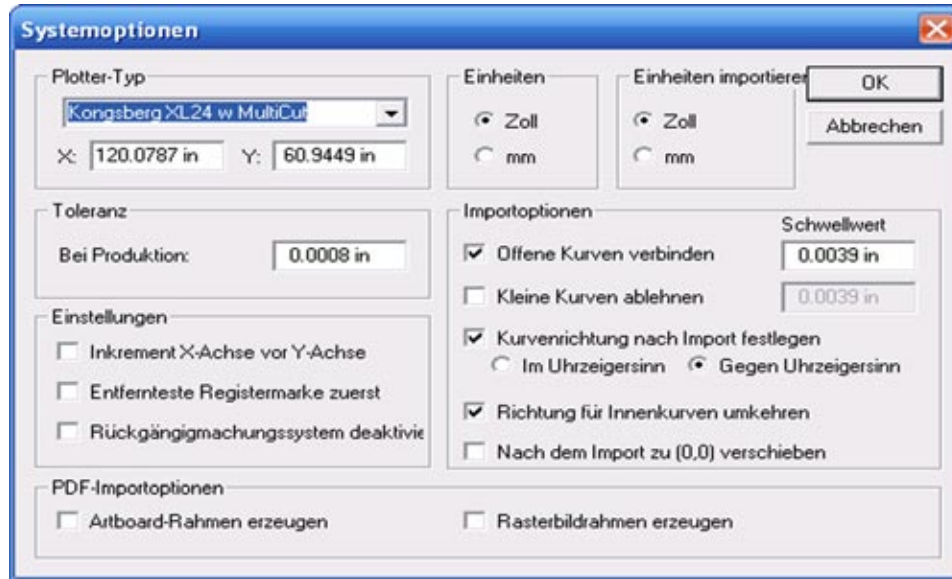 Systemoptionen
Plotter-Typ
Kongsberg XL24 w MultiCut
X: 120.0787 in Y: 60.9449 in
Einheiten
Zoll
mm
Einheiten importieren
Zoll
mm
OK
Abbrechen
Toleranz
Bei Produktion: 0.0008 in
Einstellungen
Inkrement X-Achse vor Y-Achse
Entfernteste Registermarke zuerst
Rückgängigmachungssystem deaktivie
Importoptionen
Schwellwert
Offene Kurven verbinden 0.0039 in
Kleine Kurven ablehnen 0.0039 in
Kurvenrichtung nach Import festlegen
Im Uhrzeigersinn Gegen Uhrzeigersinn
Richtung für Innenkurven umkehren
Nach dem Import zu (0,0) verschieben
PDF-Importoptionen
Artboard-Rahmen erzeugen Rasterbildrahmen erzeugen